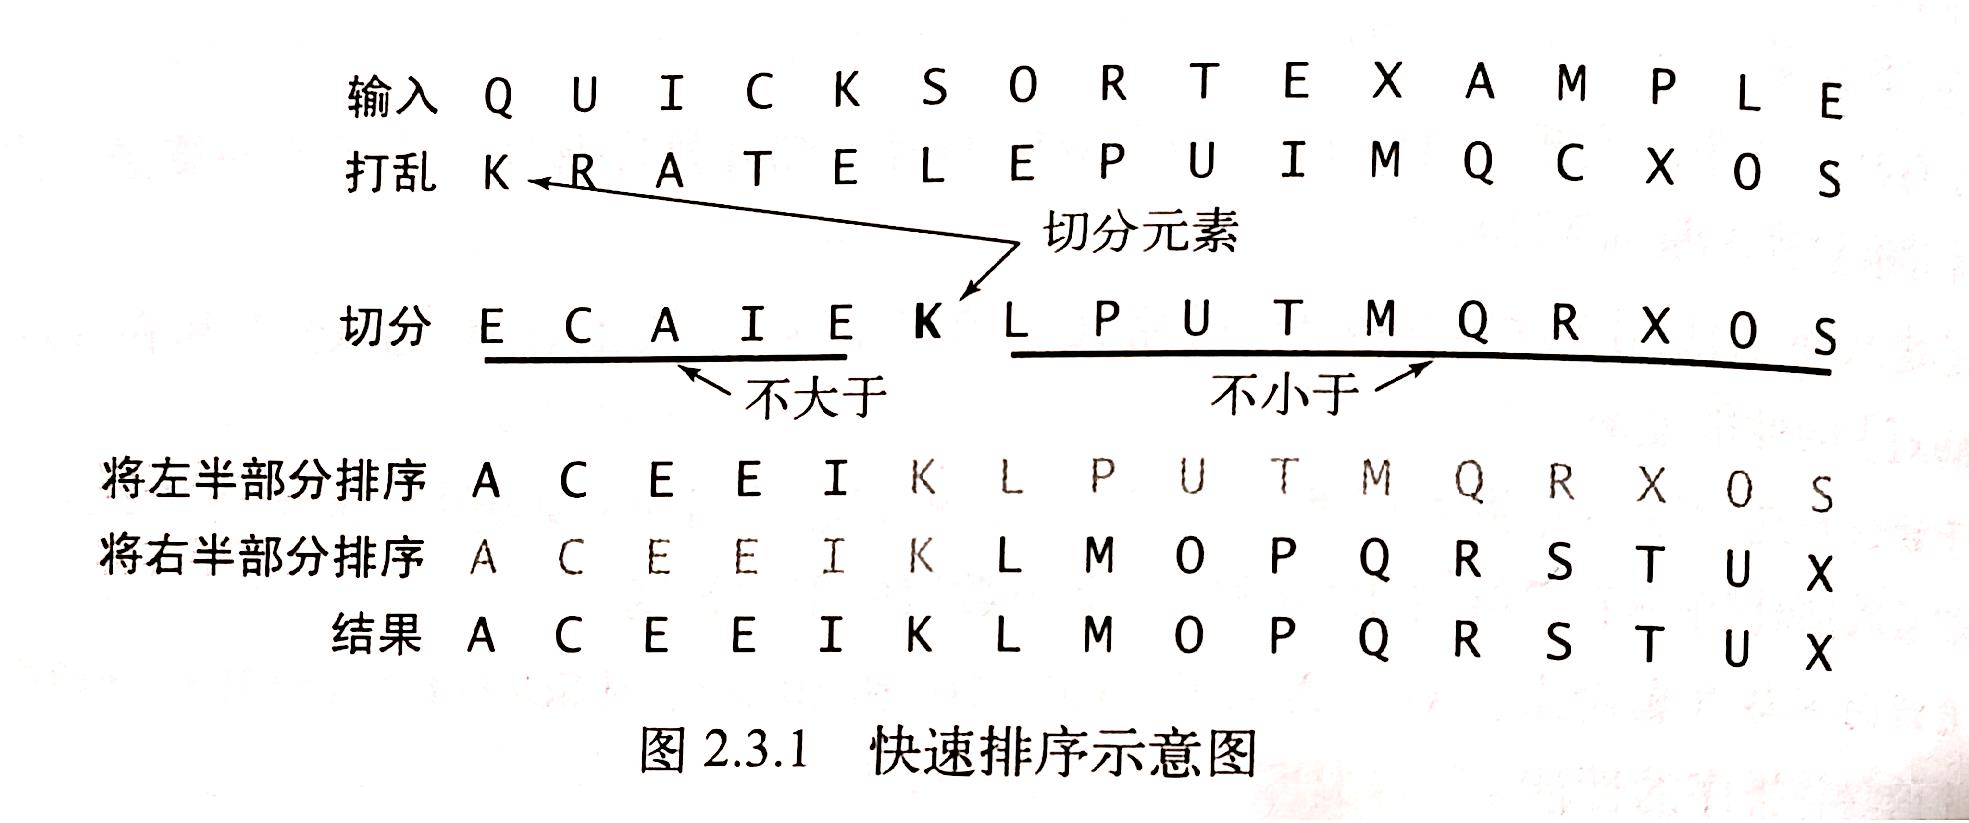 输入 Q U I C K S O R T E X A M P L E
打乱 K R A T E L E P U I M Q C X O S
切分元素
切分 E C A I E K L P U T M Q R X O S
不大于 不小于
将左半部分排序 A C E E I K L P U T M Q R X O S
将右半部分排序 A C E E I K L M O P Q R S T U X
结果 A C E E I K L M O P Q R S T U X
图 2.3.1 快速排序示意图